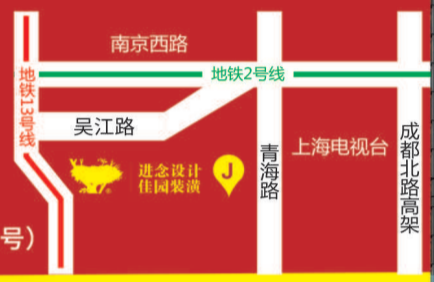 南京西路
地铁2号线
地铁13号线
吴江路
青海路
上海电视台
成都北路高架
进念设计
佳园装潢
J
号）